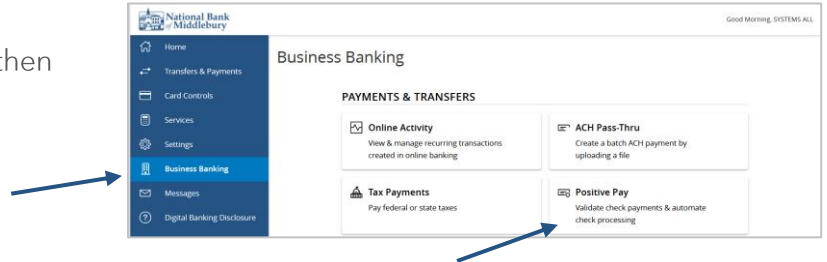 then
National Bank
of Middlebury
Good Morning, SYSTEMS ALL
Home
Transfers & Payments
Card Controls
Services
Settings
Business Banking
Messages
Digital Banking Disclosure
Business Banking
PAYMENTS & TRANSFERS
Online Activity
View & manage recurring transactions
created in online banking
ACH Pass-Thru
Create a batch ACH payment by
uploading a file
Tax Payments
Pay federal or state taxes
Positive Pay
Validate check payments & automate
check processing